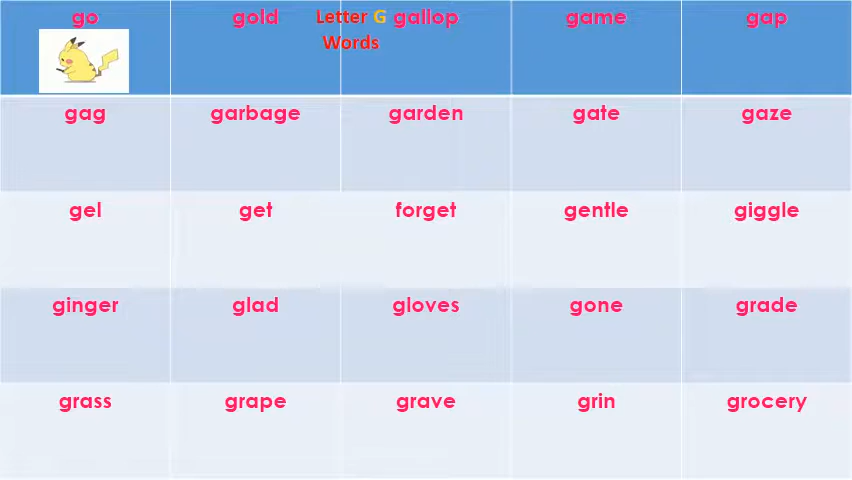 go gold Letter G gallop game gap
Words
gag garbage garden gate gaze
gel get forget gentle giggle
ginger glad gloves gone grade
grass grape grave grin grocery